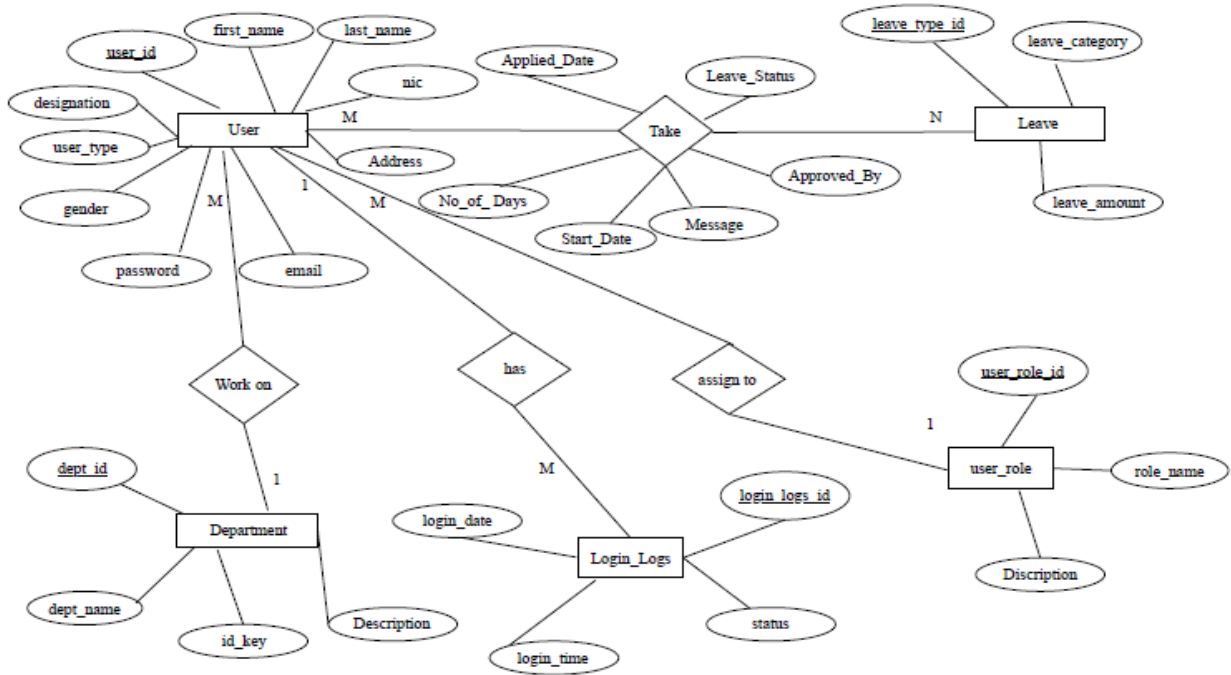 first_name
last_name
leave_type_id
user_id
leave_category
Applied_Date
Leave_Status
nic
designation
M
N
User
Take
Leave
user_type
Address
1
M
Approved_By
M
No_of_ Days
gender
leave_amount
Message
Start_Date
password
email
has
user_role_id
Work on
assign to
1
dept_id
user_role
role_name
M
1
login_logs_id
login_date
Department
Login_Logs
Discription
dept_name
Description
status
id_key
login_time